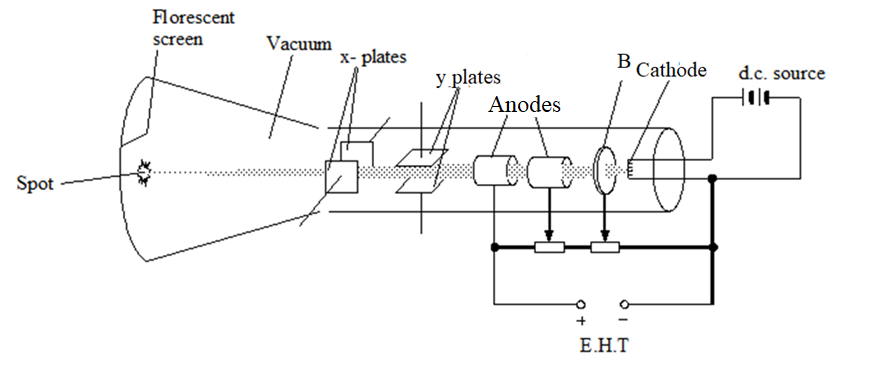 Florescent
screen
Vacuum
x- plates
y plates
Anodes
B
Cathode
d.c. source
Spot
+
−
E.H.T